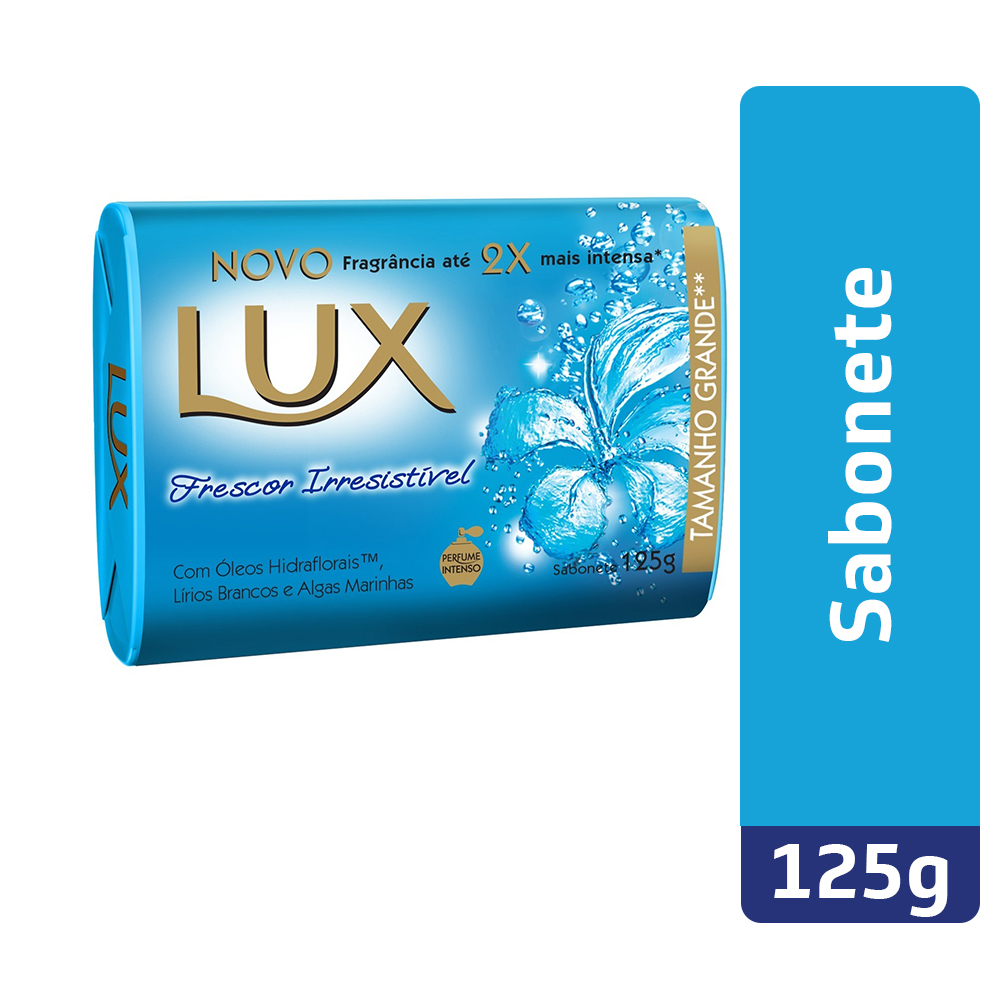 NOVO Fragrância até 2X mais intensa*
LUX
Frescor Irresistível
Com Óleos Hidraflorais™,
Lírios Brancos e Algas Marinhas
PERFUME
INTENSO
Sabonete 125g
TAMANHO GRANDE**
LUX
Sabonete
125g